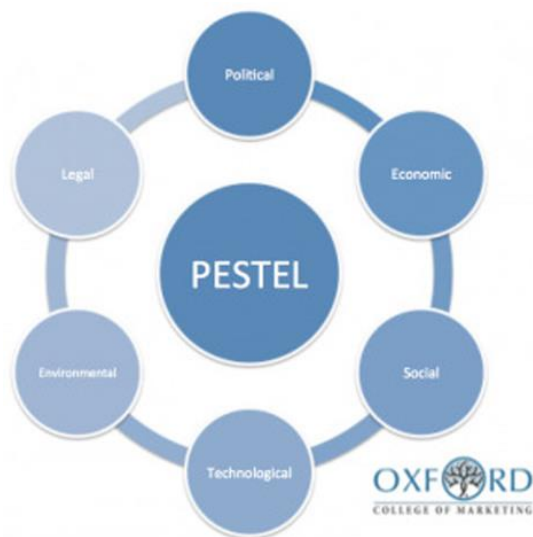 Political
Economic
Social
Technological
Environmental
Legal
PESTEL
OXFORD
COLLEGE OF MARKETING